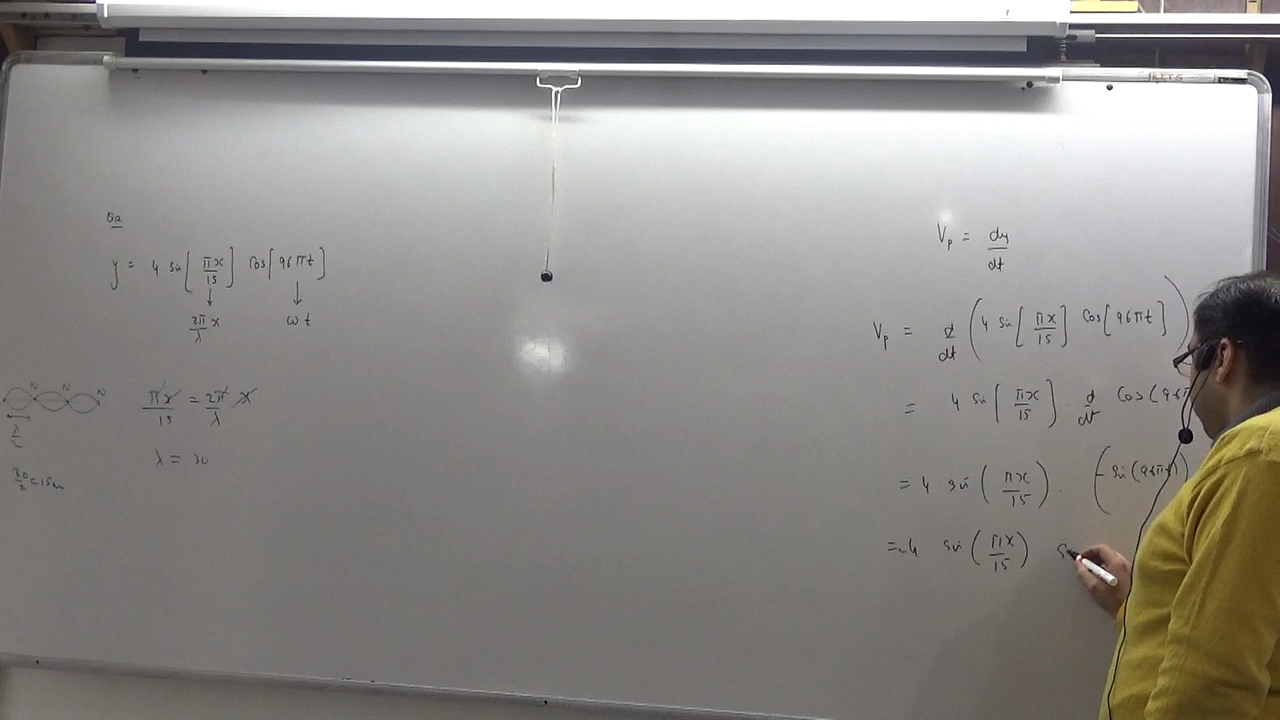 y = 4 sin[πx/15] cos[96πt]
2π/λ x ωt
N N N
πx/15 = 2π/λ x
λ/2
λ = 30
30/2 = 15cm
Vp = dy/dt
Vp = d/dt (4 sin[πx/15] cos[96πt])
= 4 sin[πx/15] . d/dt cos(96π
= 4 sin(πx/15) . (-sin(96πt)
= -4 sin(πx/15) s